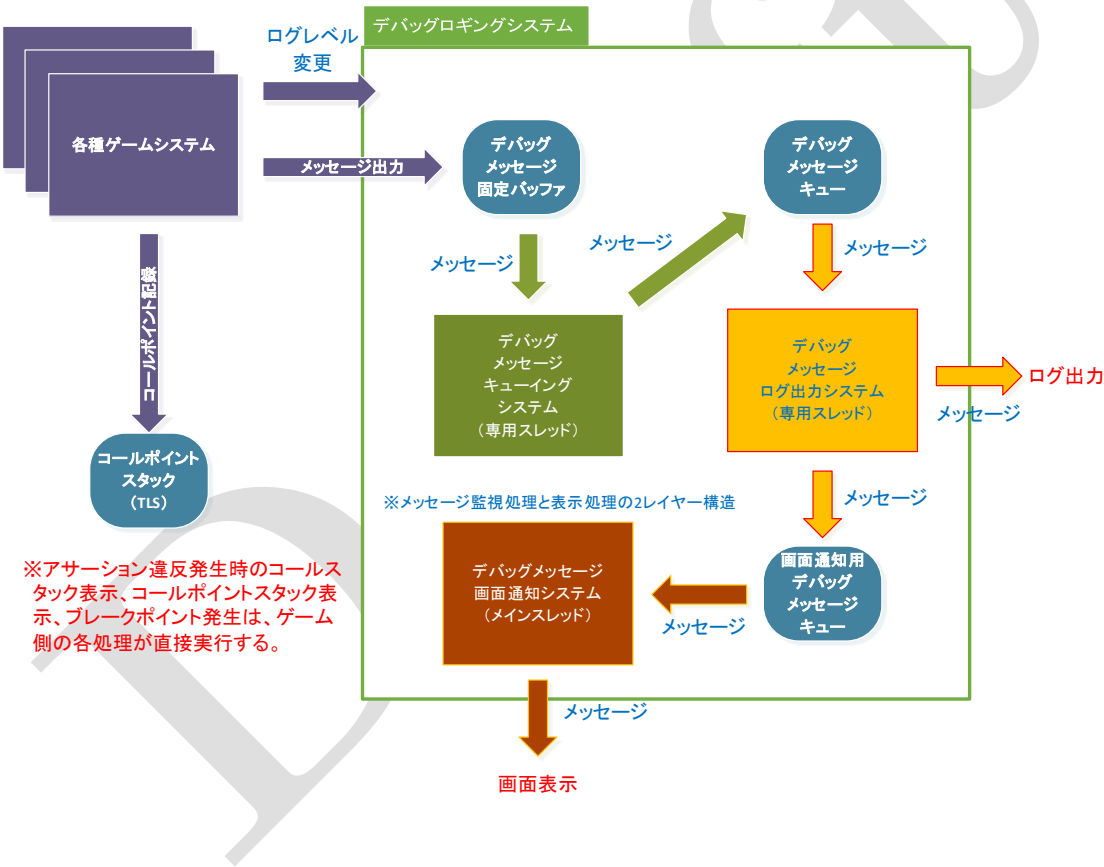 デバッグロギングシステム
ログレベル
変更
各種ゲームシステム
メッセージ出力
デバッグ
メッセージ
固定バッファ
デバッグ
メッセージ
キュー
メッセージ
メッセージ
メッセージ
コールポイント記録
デバッグ
メッセージ
キューイング
システム
（専用スレッド）
デバッグ
メッセージ
ログ出力システム
（専用スレッド）
ログ出力
メッセージ
コールポイント
スタック
（TLS）
※メッセージ監視処理と表示処理の2レイヤー構造
メッセージ
※アサーション違反発生時のコールス
タック表示、コールポイントスタック表
示、ブレークポイント発生は、ゲーム
側の各処理が直接実行する。
デバッグメッセージ
画面通知システム
（メインスレッド）
メッセージ
画面通知用
デバッグ
メッセージ
キュー
メッセージ
画面表示